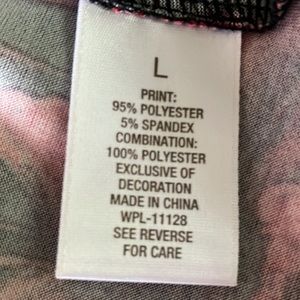 L
PRINT:
95% POLYESTER
5% SPANDEX
COMBINATION:
100% POLYESTER
EXCLUSIVE OF
DECORATION
MADE IN CHINA
WPL-11128
SEE REVERSE
FOR CARE